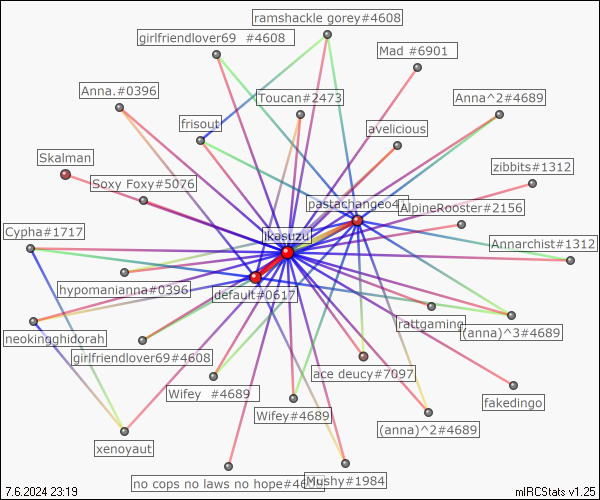 ramshackle gorey#4608
girlfriendlover69 #4608
Mad #6901
Anna.#0396
Toucan#2473
Anna^2#4689
frisout
avelicious
Skalman
zibbits#1312
Soxy Foxy#5076
pastachangeo4
AlpineRooster#2156
Cypha#1717
ikasuzu
Annarchist#1312
hypomanianna#0396
default#0617
neokingghidorah
rattgaming
(anna)^3#4689
girlfriendlover69#4608
ace deucy#7097
Wifey #4689
fakedingo
Wifey#4689
(anna)^2#4689
xenoyaut
no cops no laws no hope#4
Mushy#1984
7.6.2024 23:19
mIRCStats v1.25